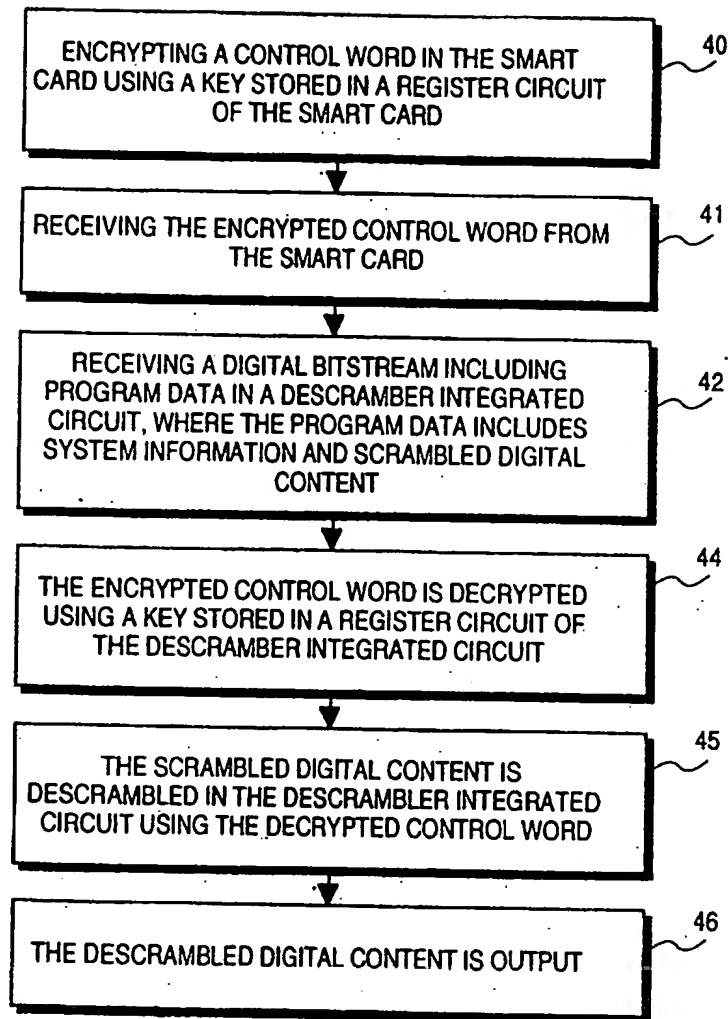 ENCRYPTING A CONTROL WORD IN THE SMART
CARD USING A KEY STORED IN A REGISTER CIRCUIT
OF THE SMART CARD
40
RECEIVING THE ENCRYPTED CONTROL WORD FROM
THE SMART CARD
41
RECEIVING A DIGITAL BITSTREAM INCLUDING
PROGRAM DATA IN A DESCRAMBER INTEGRATED
CIRCUIT, WHERE THE PROGRAM DATA INCLUDES
SYSTEM INFORMATION AND SCRAMBLED DIGITAL
CONTENT
42
THE ENCRYPTED CONTROL WORD IS DECRYPTED
USING A KEY STORED IN A REGISTER CIRCUIT OF
THE DESCRAMBER INTEGRATED CIRCUIT
44
THE SCRAMBLED DIGITAL CONTENT IS
DESCRAMBLED IN THE DESCRAMBLER INTEGRATED
CIRCUIT USING THE DECRYPTED CONTROL WORD
45
THE DESCRAMBLED DIGITAL CONTENT IS OUTPUT
46